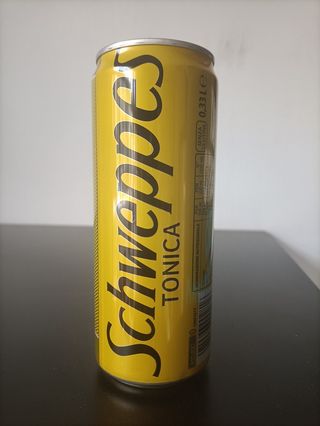 Schweppes
TONICA
0,33 L e